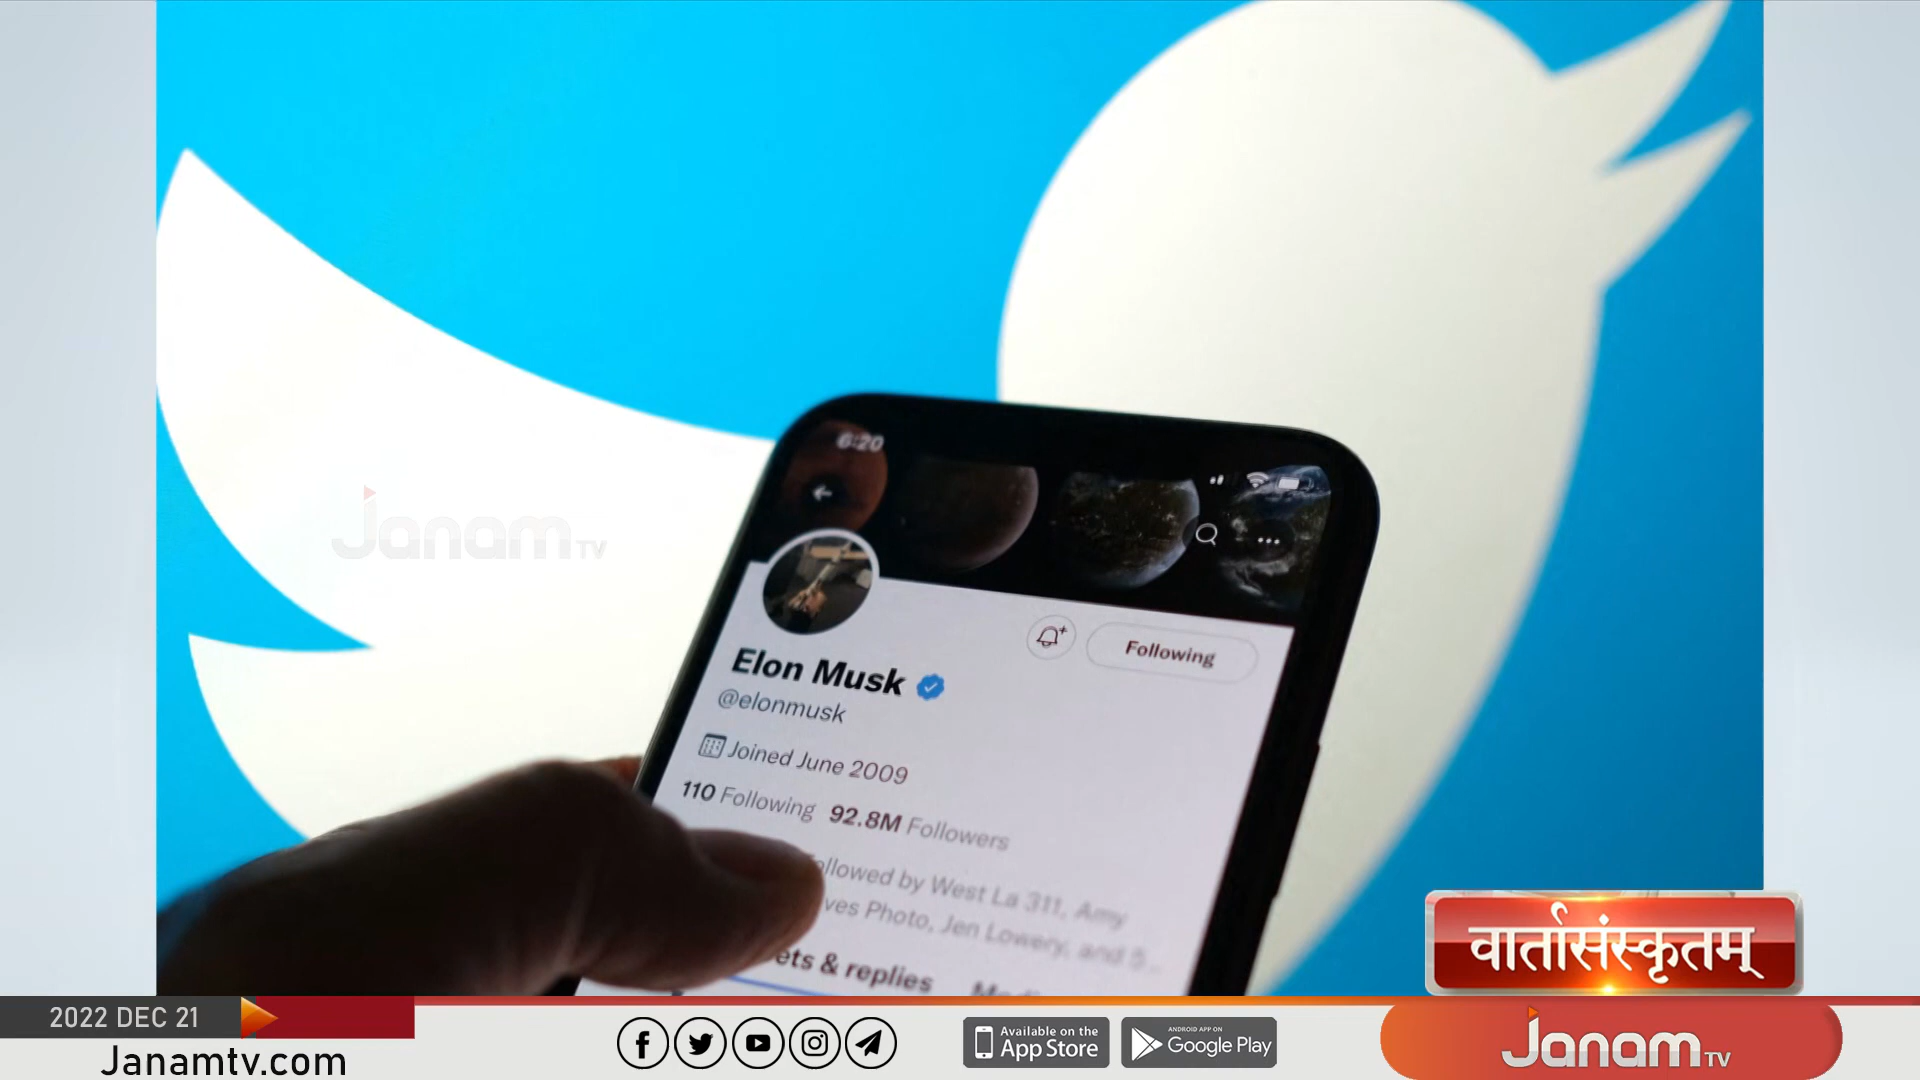 6:20
Janam TV
Following
Elon Musk
@elonmusk
Joined June 2009
110 Following 92.8M Followers
llowed by West La 311, Amy
ves Photo, Jen Lowery, and 5
ets & replies
वार्तासंस्कृतम्
2022 DEC 21
Janamtv.com
Available on the
App Store
ANDROID APP ON
Google Play
Janam TV